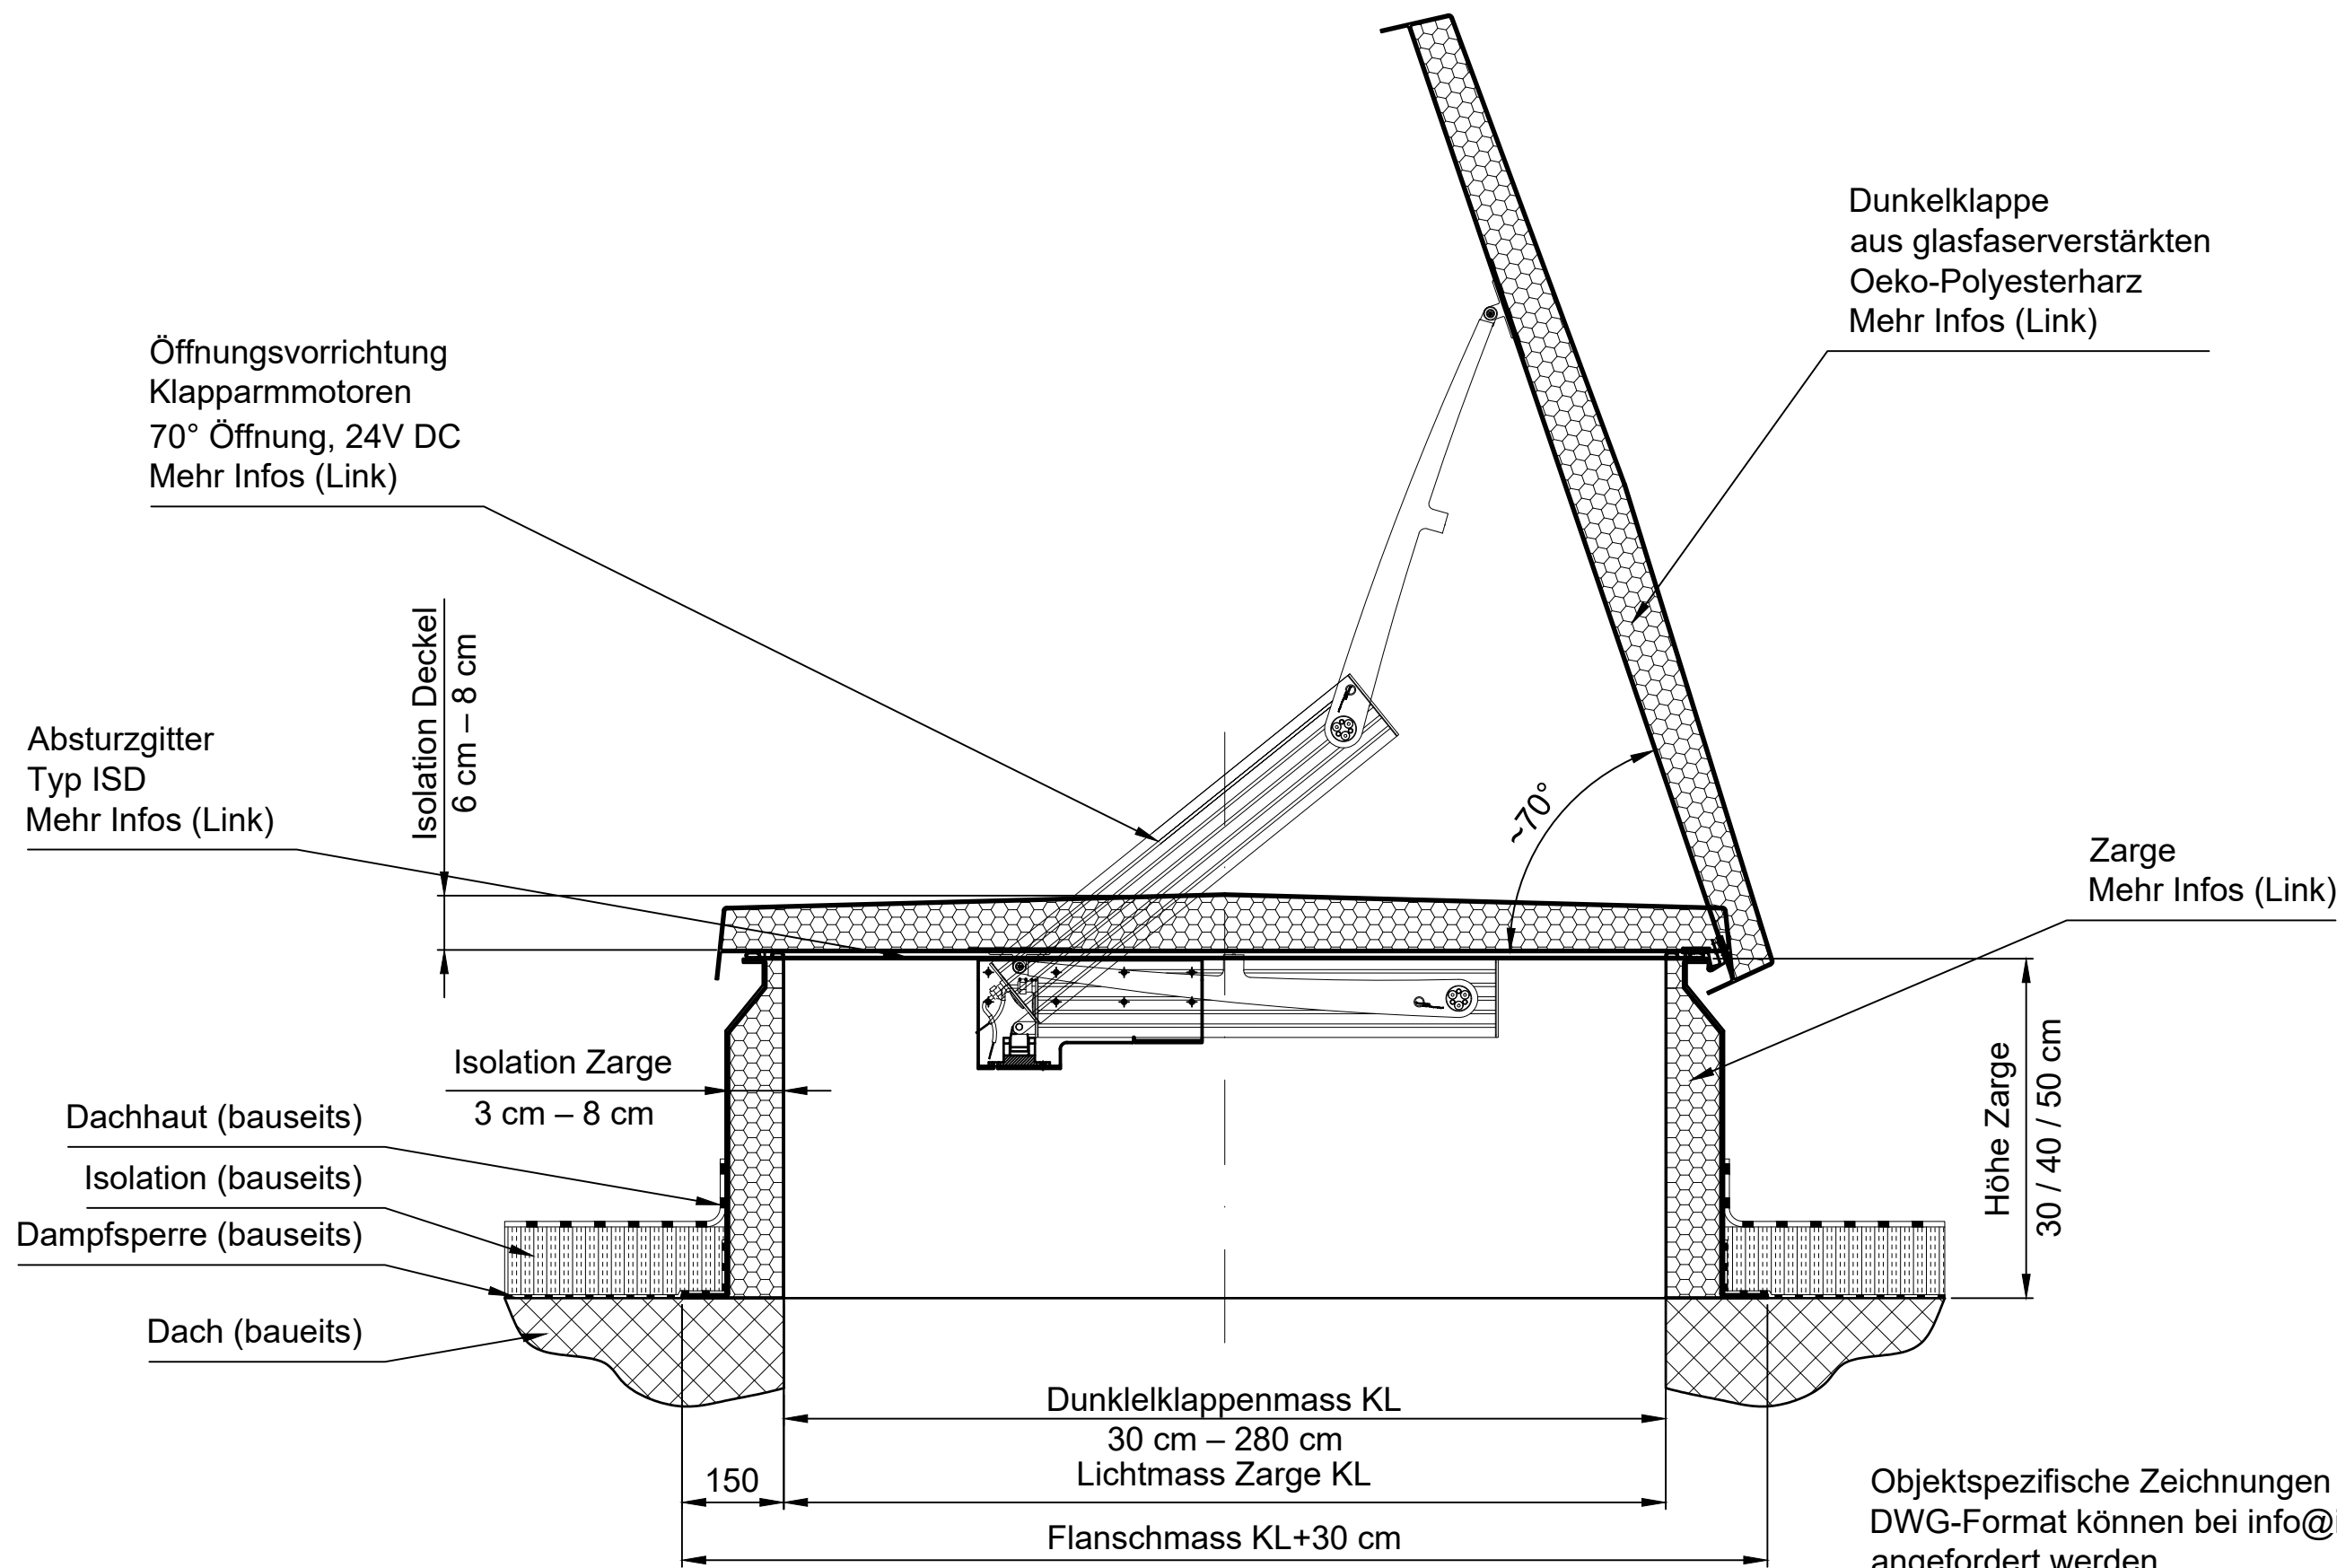 Dunkelklappe
aus glasfaserverstärkten
Oeko-Polyesterharz
Mehr Infos (Link)
Öffnungsvorrichtung
Klapparmmotoren
70° Öffnung, 24V DC
Mehr Infos (Link)
Isolation Deckel
6 cm – 8 cm
Absturzgitter
Typ ISD
Mehr Infos (Link)
~70°
Zarge
Mehr Infos (Link)
Isolation Zarge
3 cm – 8 cm
Höhe Zarge
30 / 40 / 50 cm
Dachhaut (bauseits)
Isolation (bauseits)
Dampfsperre (bauseits)
Dach (baueits)
Dunklelklappenmass KL
30 cm – 280 cm
Lichtmass Zarge KL
150
Flanschmass KL+30 cm
Objektspezifische Zeichnungen
DWG-Format können bei
angefordert werden